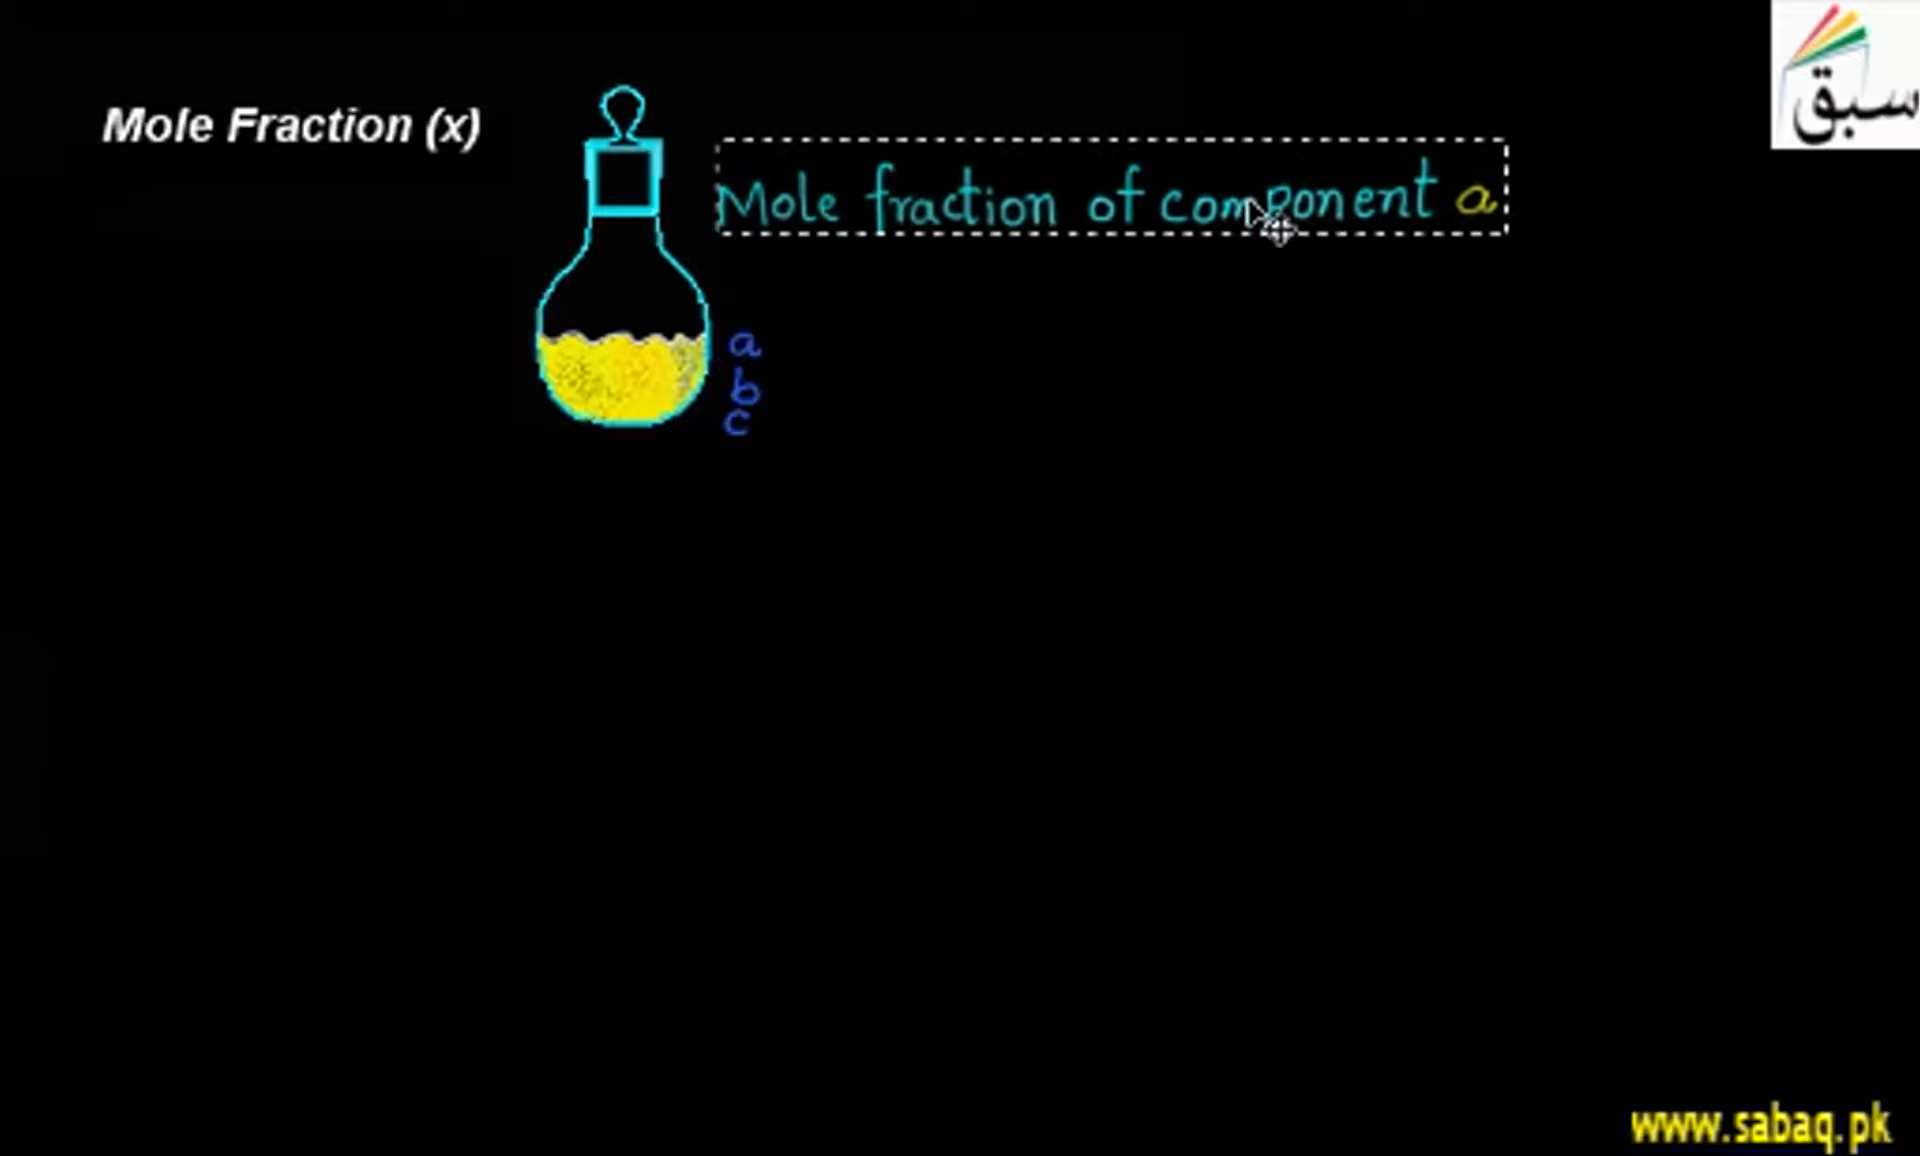 Mole Fraction (x)
سبق
Mole fraction of component a
a
b
c
www.sabaq.pk